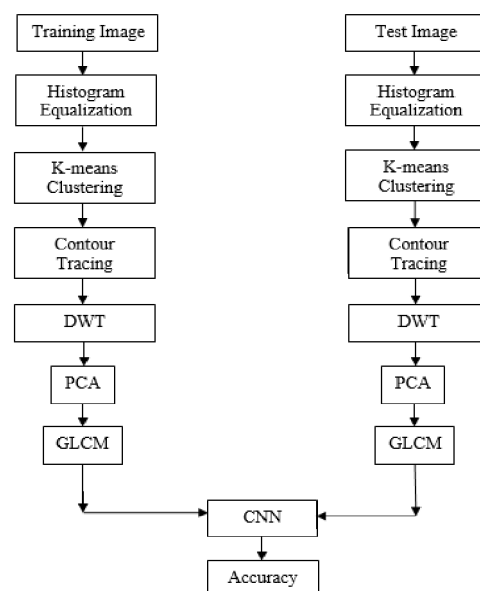 Training Image
Histogram
Equalization
K-means
Clustering
Contour
Tracing
DWT
PCA
GLCM
Test Image
Histogram
Equalization
K-means
Clustering
Contour
Tracing
DWT
PCA
GLCM
CNN
Accuracy